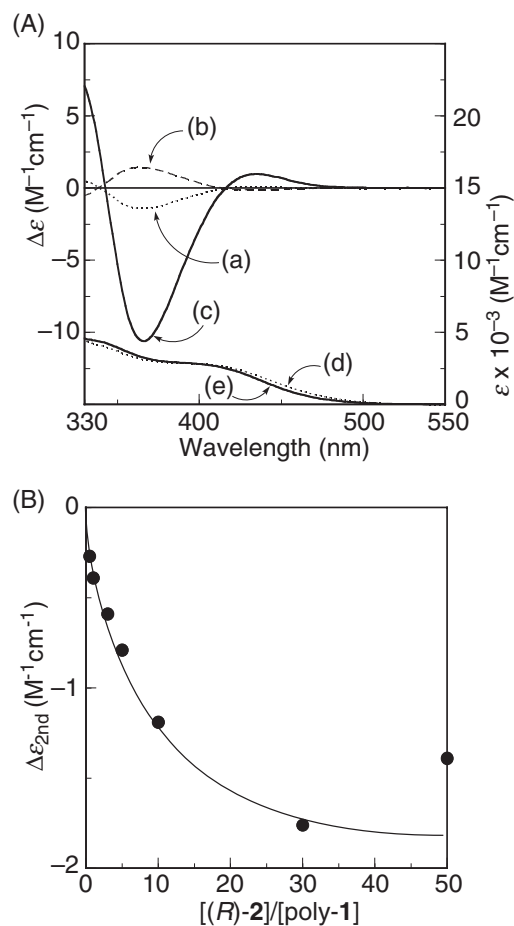 (A)
10
5
0
−5
−10
Δε (M⁻¹cm⁻¹)
20
15
10
5
0
ε x 10⁻³ (M⁻¹cm⁻¹)
(b)
(a)
(c)
(d)
(e)
330
400
500
550
Wavelength (nm)
(B)
0
−1
−2
Δε2nd (M⁻¹cm⁻¹)
0
10
20
30
40
50
[(R)-2]/[poly-1]